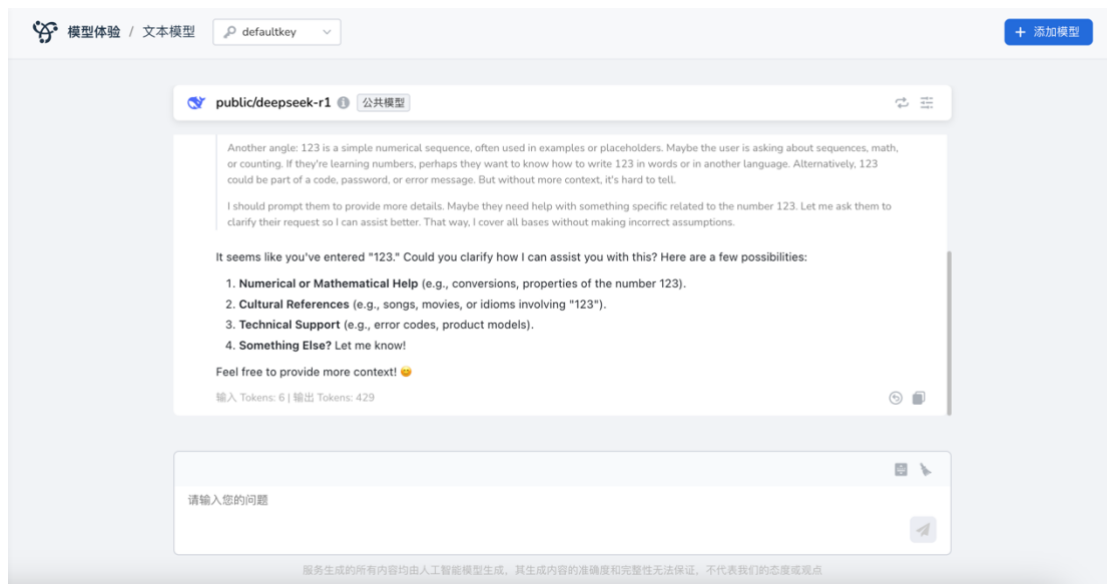 模型体验 / 文本模型 defaultkey + 添加模型
public/deepseek-r1 公共模型
Another angle: 123 is a simple numerical sequence, often used in examples or placeholders. Maybe the user is asking about sequences, math,
or counting. If they're learning numbers, perhaps they want to know how to write 123 in words or in another language. Alternatively, 123
could be part of a code, password, or error message. But without more context, it's hard to tell.
I should prompt them to provide more details. Maybe they need help with something specific related to the number 123. Let me ask them to
clarify their request so I can assist better. That way, I cover all bases without making incorrect assumptions.
It seems like you've entered "123." Could you clarify how I can assist you with this? Here are a few possibilities:
1. Numerical or Mathematical Help (e.g., conversions, properties of the number 123).
2. Cultural References (e.g., songs, movies, or idioms involving "123").
3. Technical Support (e.g., error codes, product models).
4. Something Else? Let me know!
Feel free to provide more context! 😊
输入 Tokens: 6 | 输出 Tokens: 429
请输入您的问题
服务生成的所有内容均由人工智能模型生成，其生成内容的准确度和完整性无法保证，不代表我们的态度或观点